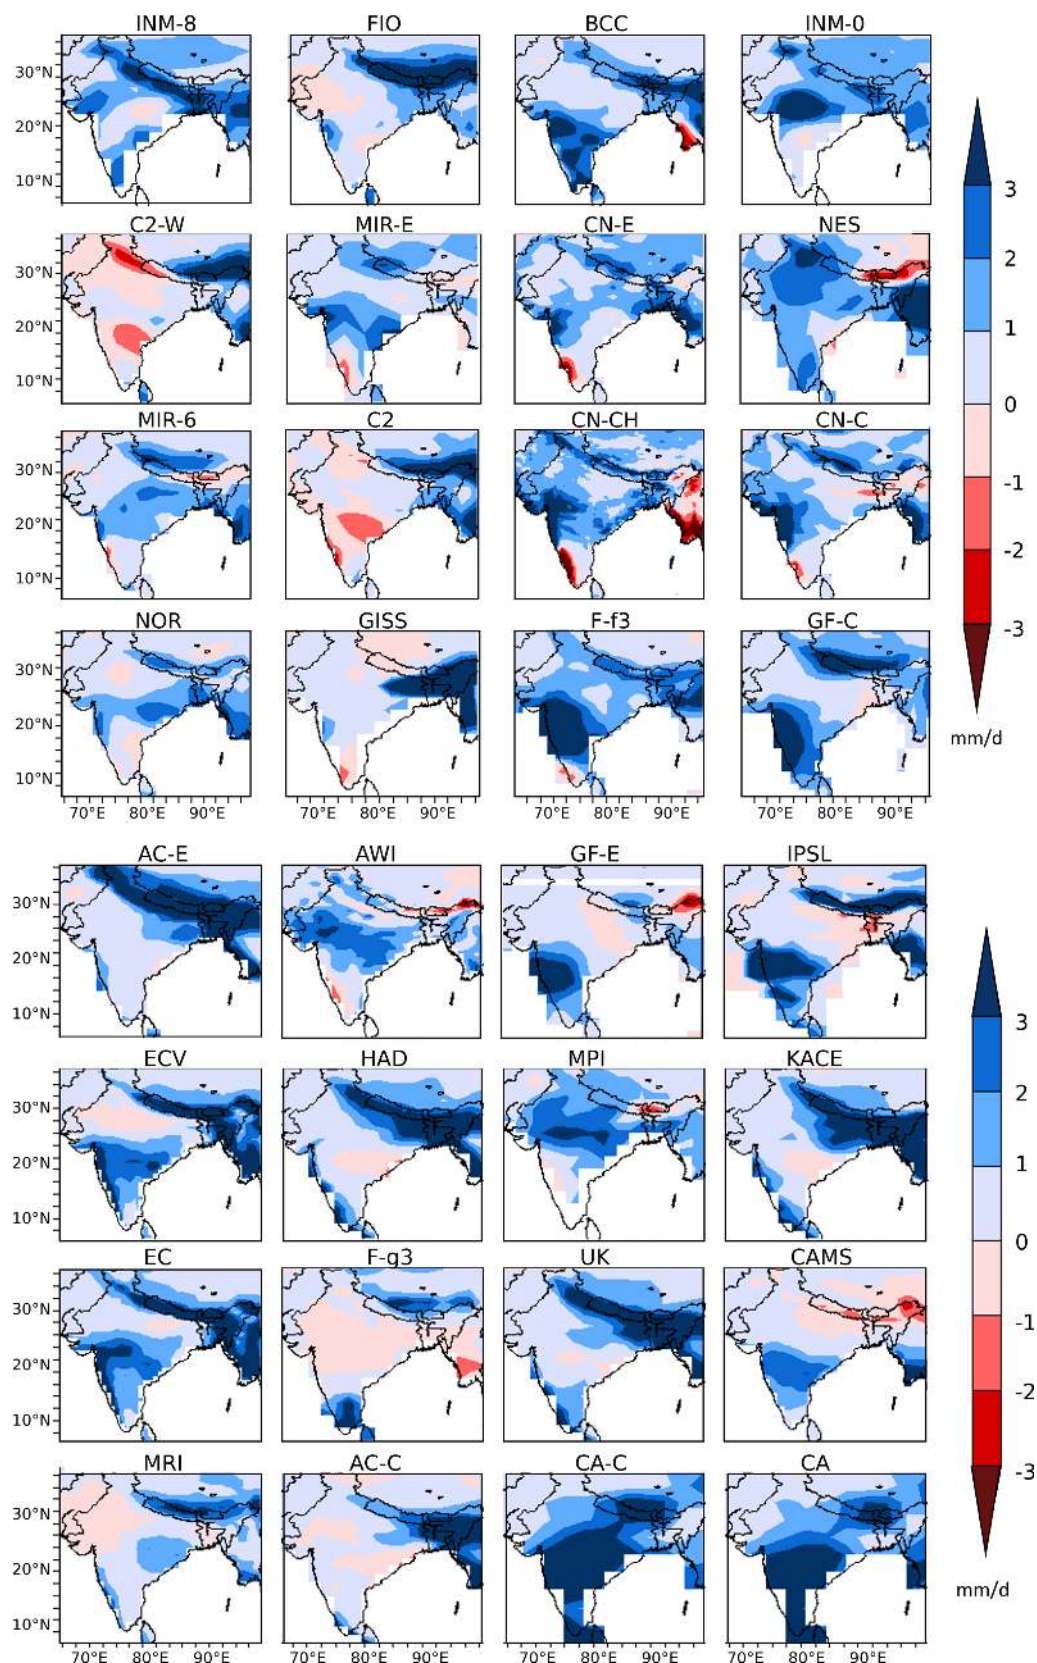 INM-8 FIO BCC INM-0
30°N
20°N
10°N
C2-W MIR-E CN-E NES
30°N
20°N
10°N
MIR-6 C2 CN-CH CN-C
30°N
20°N
10°N
NOR GISS F-f3 GF-C
30°N
20°N
10°N
70°E 80°E 90°E 70°E 80°E 90°E 70°E 80°E 90°E 70°E 80°E 90°E
3
2
1
0
-1
-2
-3
mm/d
AC-E AWI GF-E IPSL
30°N
20°N
10°N
ECV HAD MPI KACE
30°N
20°N
10°N
EC F-g3 UK CAMS
30°N
20°N
10°N
MRI AC-C CA-C CA
30°N
20°N
10°N
70°E 80°E 90°E 70°E 80°E 90°E 70°E 80°E 90°E 70°E 80°E 90°E
3
2
1
0
-1
-2
-3
mm/d